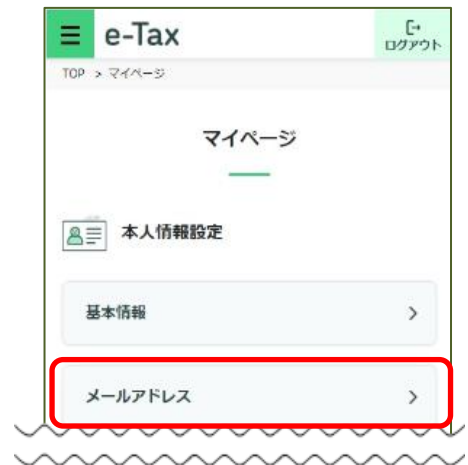 e-Tax
ログアウト
TOP > マイページ
マイページ
本人情報設定
基本情報
メールアドレス